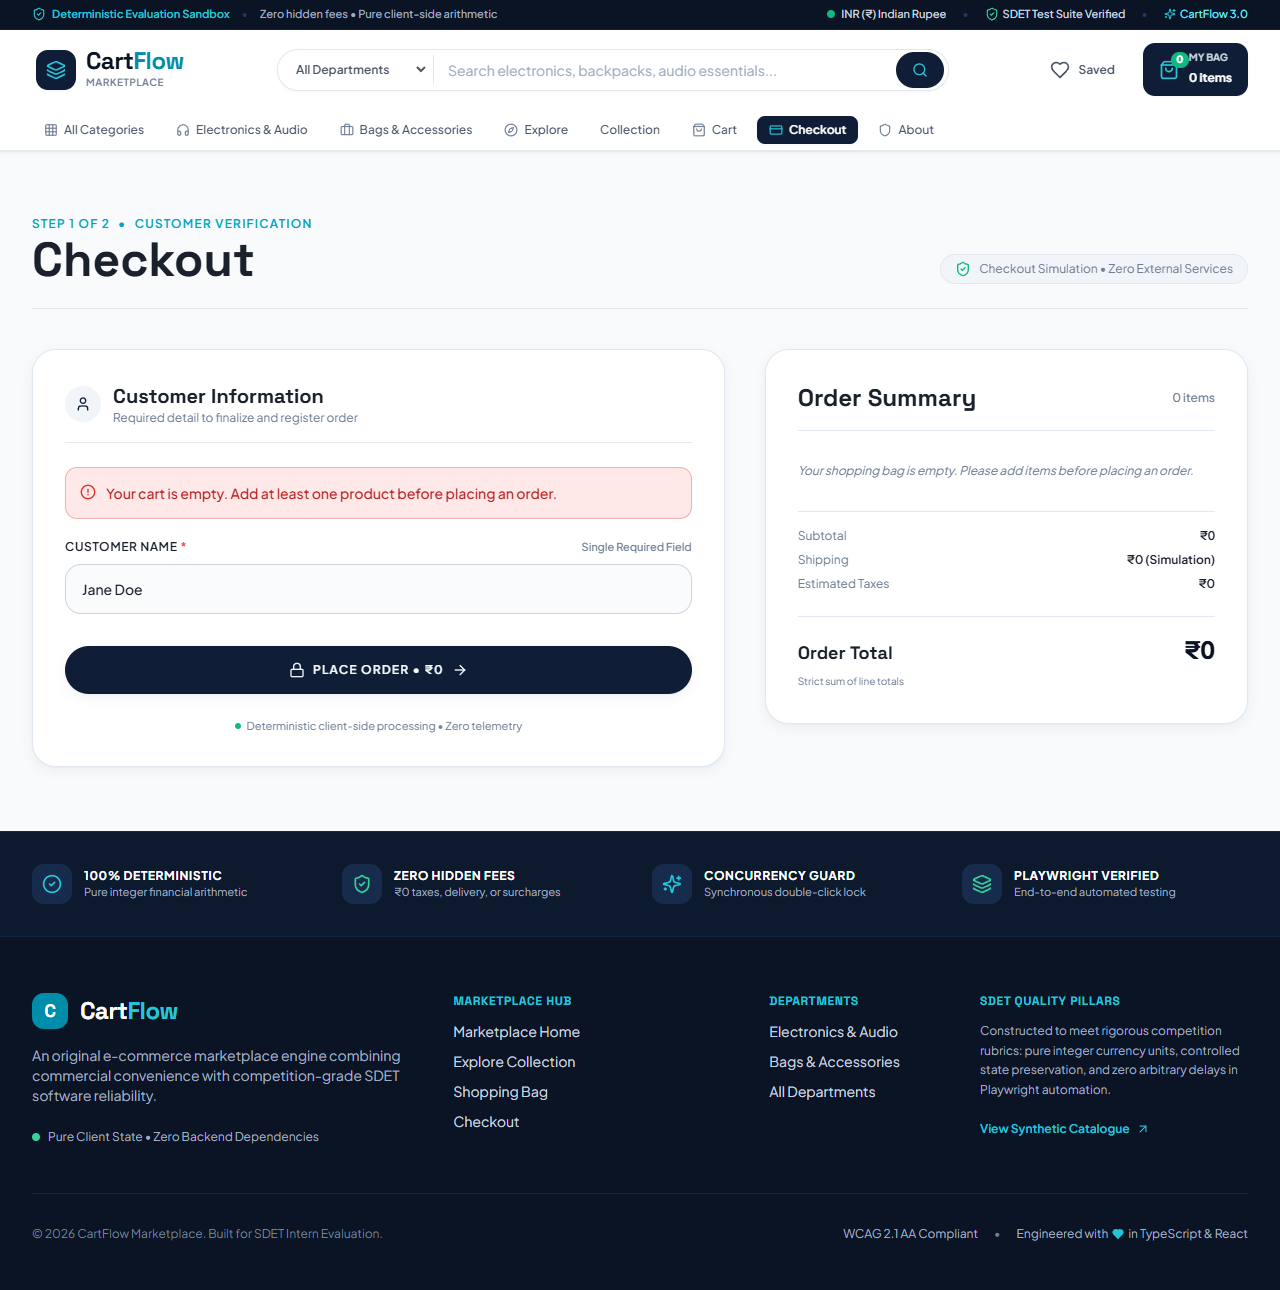 Deterministic Evaluation Sandbox • Zero hidden fees • Pure client-side arithmetic
INR (₹) Indian Rupee • SDET Test Suite Verified • CartFlow 3.0
CartFlow
MARKETPLACE
All Departments
Search electronics, backpacks, audio essentials...
Saved
0
MY BAG
0 Items
All Categories
Electronics & Audio
Bags & Accessories
Explore
Collection
Cart
Checkout
About
STEP 1 OF 2 • CUSTOMER VERIFICATION
Checkout
Checkout Simulation • Zero External Services
Customer Information
Required detail to finalize and register order
Your cart is empty. Add at least one product before placing an order.
CUSTOMER NAME *
Single Required Field
Jane Doe
PLACE ORDER • ₹0 →
Deterministic client-side processing • Zero telemetry
Order Summary
0 items
Your shopping bag is empty. Please add items before placing an order.
Subtotal ₹0
Shipping ₹0 (Simulation)
Estimated Taxes ₹0
Order Total ₹0
Strict sum of line totals
100% DETERMINISTIC
Pure integer financial arithmetic
ZERO HIDDEN FEES
₹0 taxes, delivery, or surcharges
CONCURRENCY GUARD
Synchronous double-click lock
PLAYWRIGHT VERIFIED
End-to-end automated testing
C
CartFlow
An original e-commerce marketplace engine combining
commercial convenience with competition-grade SDET
software reliability.
Pure Client State • Zero Backend Dependencies
MARKETPLACE HUB
Marketplace Home
Explore Collection
Shopping Bag
Checkout
DEPARTMENTS
Electronics & Audio
Bags & Accessories
All Departments
SDET QUALITY PILLARS
Constructed to meet rigorous competition
rubrics: pure integer currency units, controlled
state preservation, and zero arbitrary delays in
Playwright automation.
View Synthetic Catalogue
© 2026 CartFlow Marketplace. Built for SDET Intern Evaluation.
WCAG 2.1 AA Compliant • Engineered with in TypeScript & React